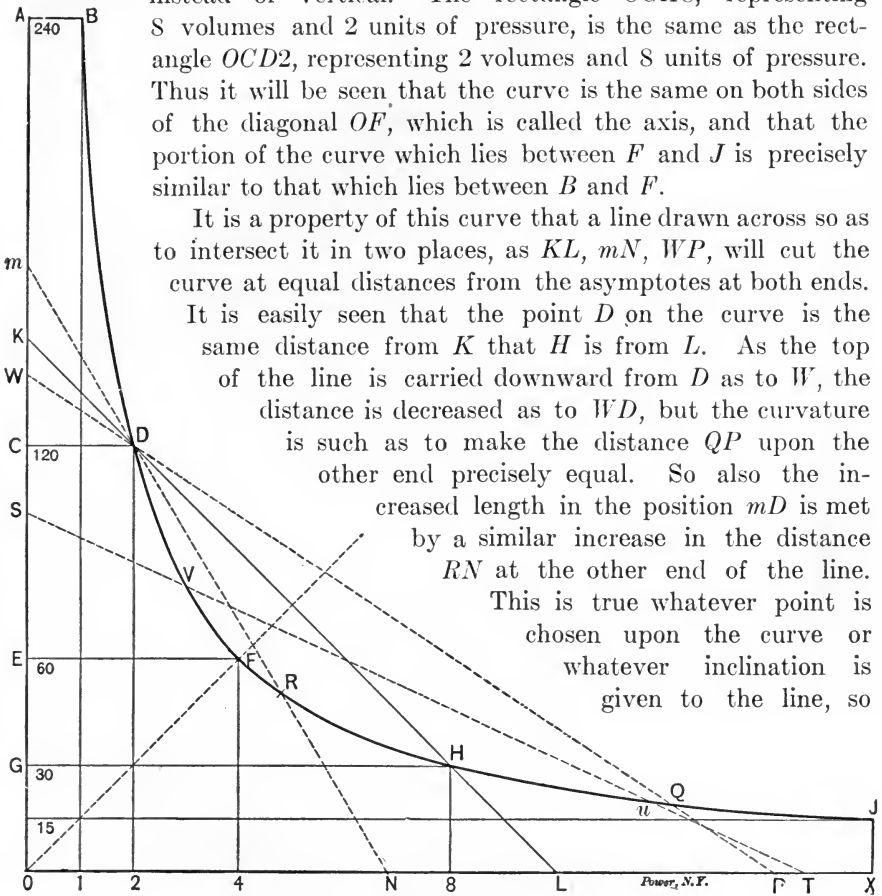 instead of vertical. The rectangle representing
8 volumes and 2 units of pressure, is the same as the rect-
angle OCD2, representing 2 volumes and 8 units of pressure.
Thus it will be seen that the curve is the same on both sides
of the diagonal OF, which is called the axis, and that the
portion of the curve which lies between F and J is precisely
similar to that which lies between B and F.
It is a property of this curve that a line drawn across so as
to intersect it in two places, as KL, mN, WP, will cut the
curve at equal distances from the asymptotes at both ends.
It is easily seen that the point D on the curve is the
same distance from K that H is from L. As the top
of the line is carried downward from D as to W, the
distance is decreased as to WD, but the curvature
is such as to make the distance QP upon the
other end precisely equal. So also the in-
creased length in the position mD is met
by a similar increase in the distance
RN at the other end of the line.
This is true whatever point is
chosen upon the curve or
whatever inclination is
given to the line, so
A B
240
m
K
W
C 120 D
S
V
E 60 F
R
G 30 H
Q
u J
15
Power, N.Y.
0 1 2 4 N 8 L P T X